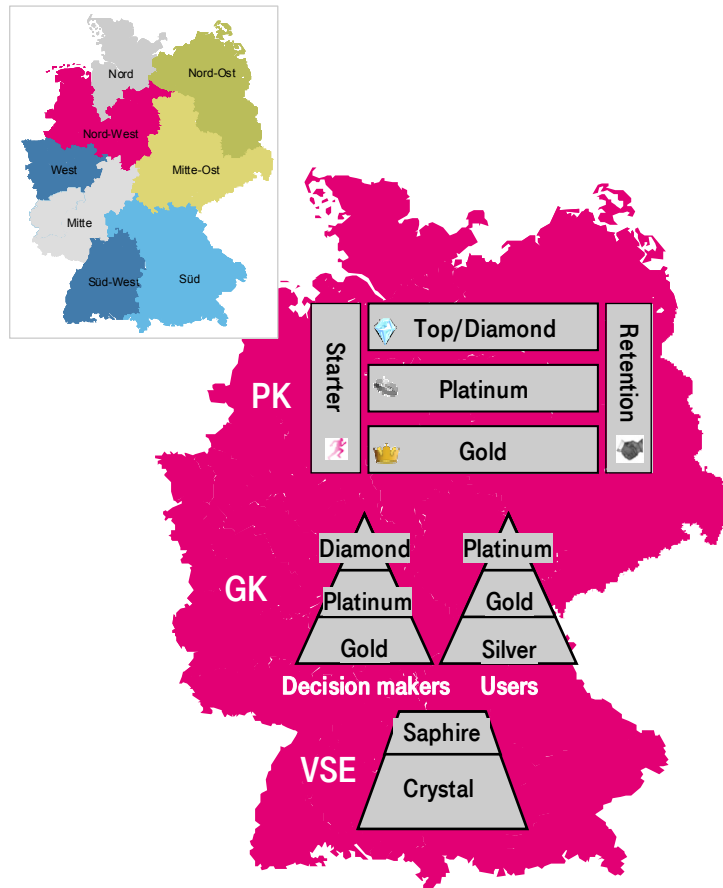 Nord
Nord-Ost
Nord-West
West
Mitte-Ost
Mitte
Süd-West
Süd
Starter
Top/Diamond
Retention
PK
Platinum
Gold
GK
Diamond
Platinum
Gold
Platinum
Gold
Silver
Decision makers
Users
VSE
Saphire
Crystal